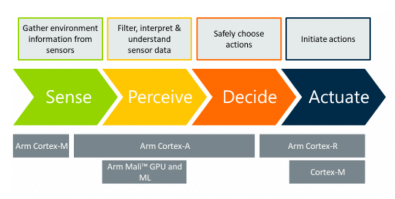 Gather environment
information from
sensors
Filter, interpret &
understand
sensor data
Safely choose
actions
Initiate actions
Sense
Perceive
Decide
Actuate
Arm Cortex-M
Arm Cortex-A
Arm Cortex-R
Arm Mali™ GPU and
ML
Cortex-M